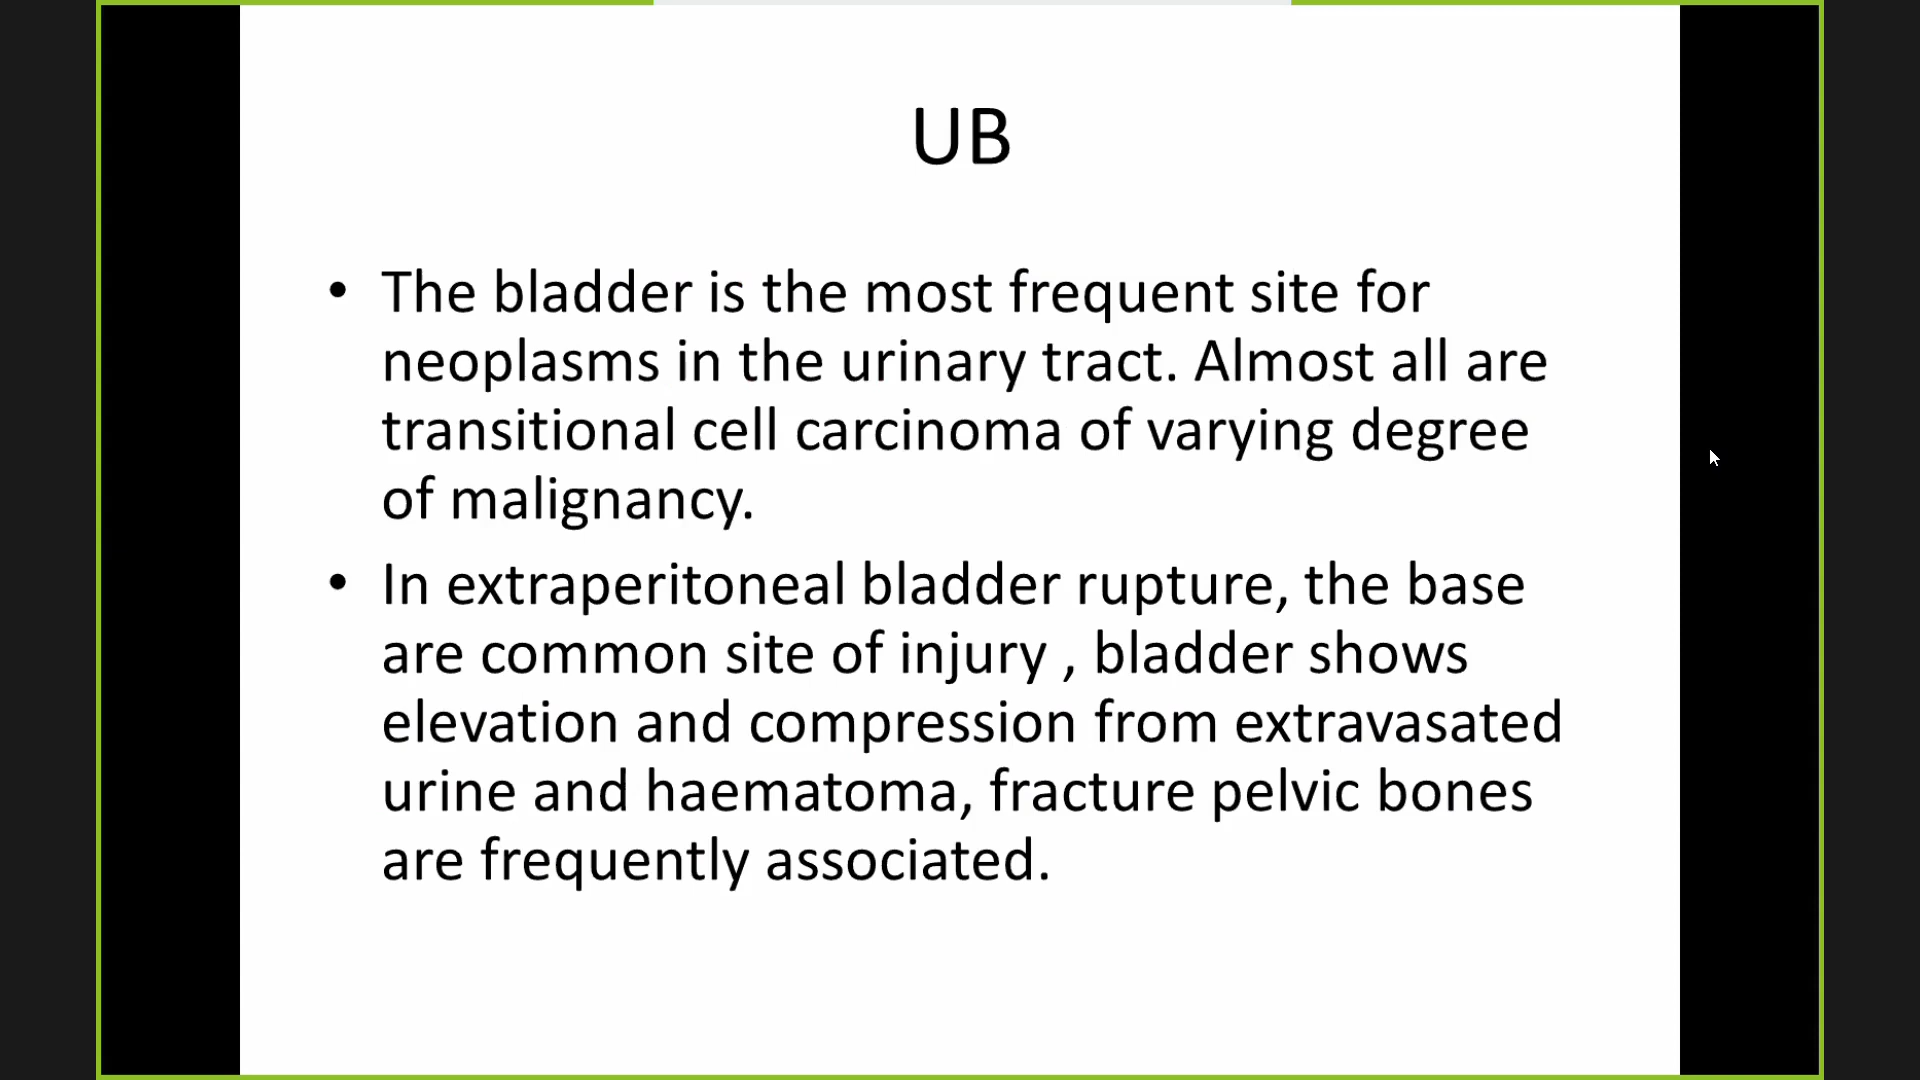 UB
• The bladder is the most frequent site for
neoplasms in the urinary tract. Almost all are
transitional cell carcinoma of varying degree
of malignancy.
• In extraperitoneal bladder rupture, the base
are common site of injury , bladder shows
elevation and compression from extravasated
urine and haematoma, fracture pelvic bones
are frequently associated.